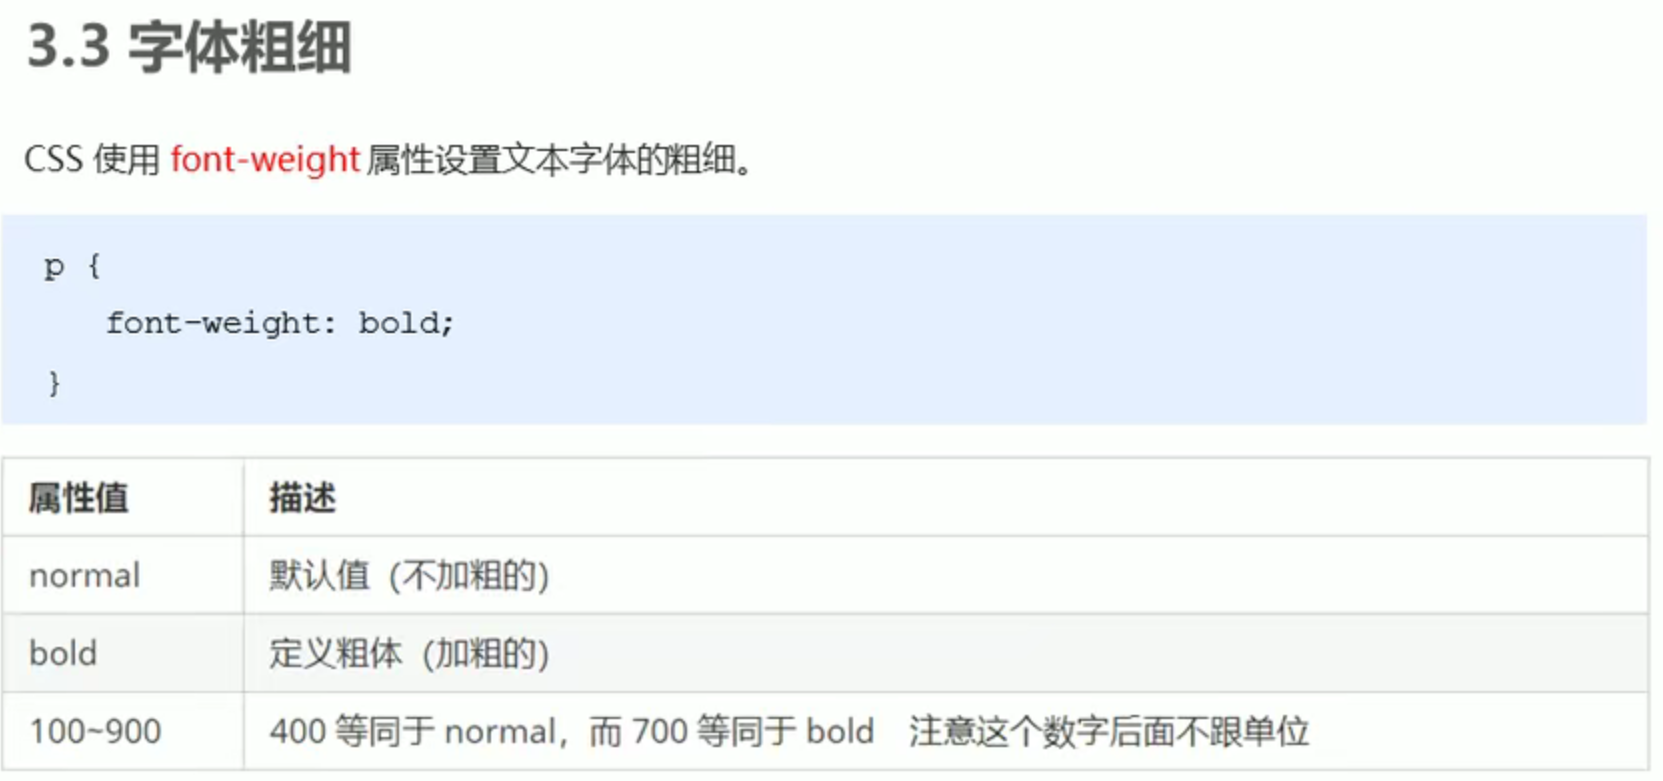 3.3 字体粗细
CSS 使用 font-weight 属性设置文本字体的粗细。
p {
font-weight: bold;
}
属性值 描述
normal 默认值（不加粗的）
bold 定义粗体（加粗的）
100~900 400 等同于 normal，而 700 等同于 bold 注意这个数字后面不跟单位